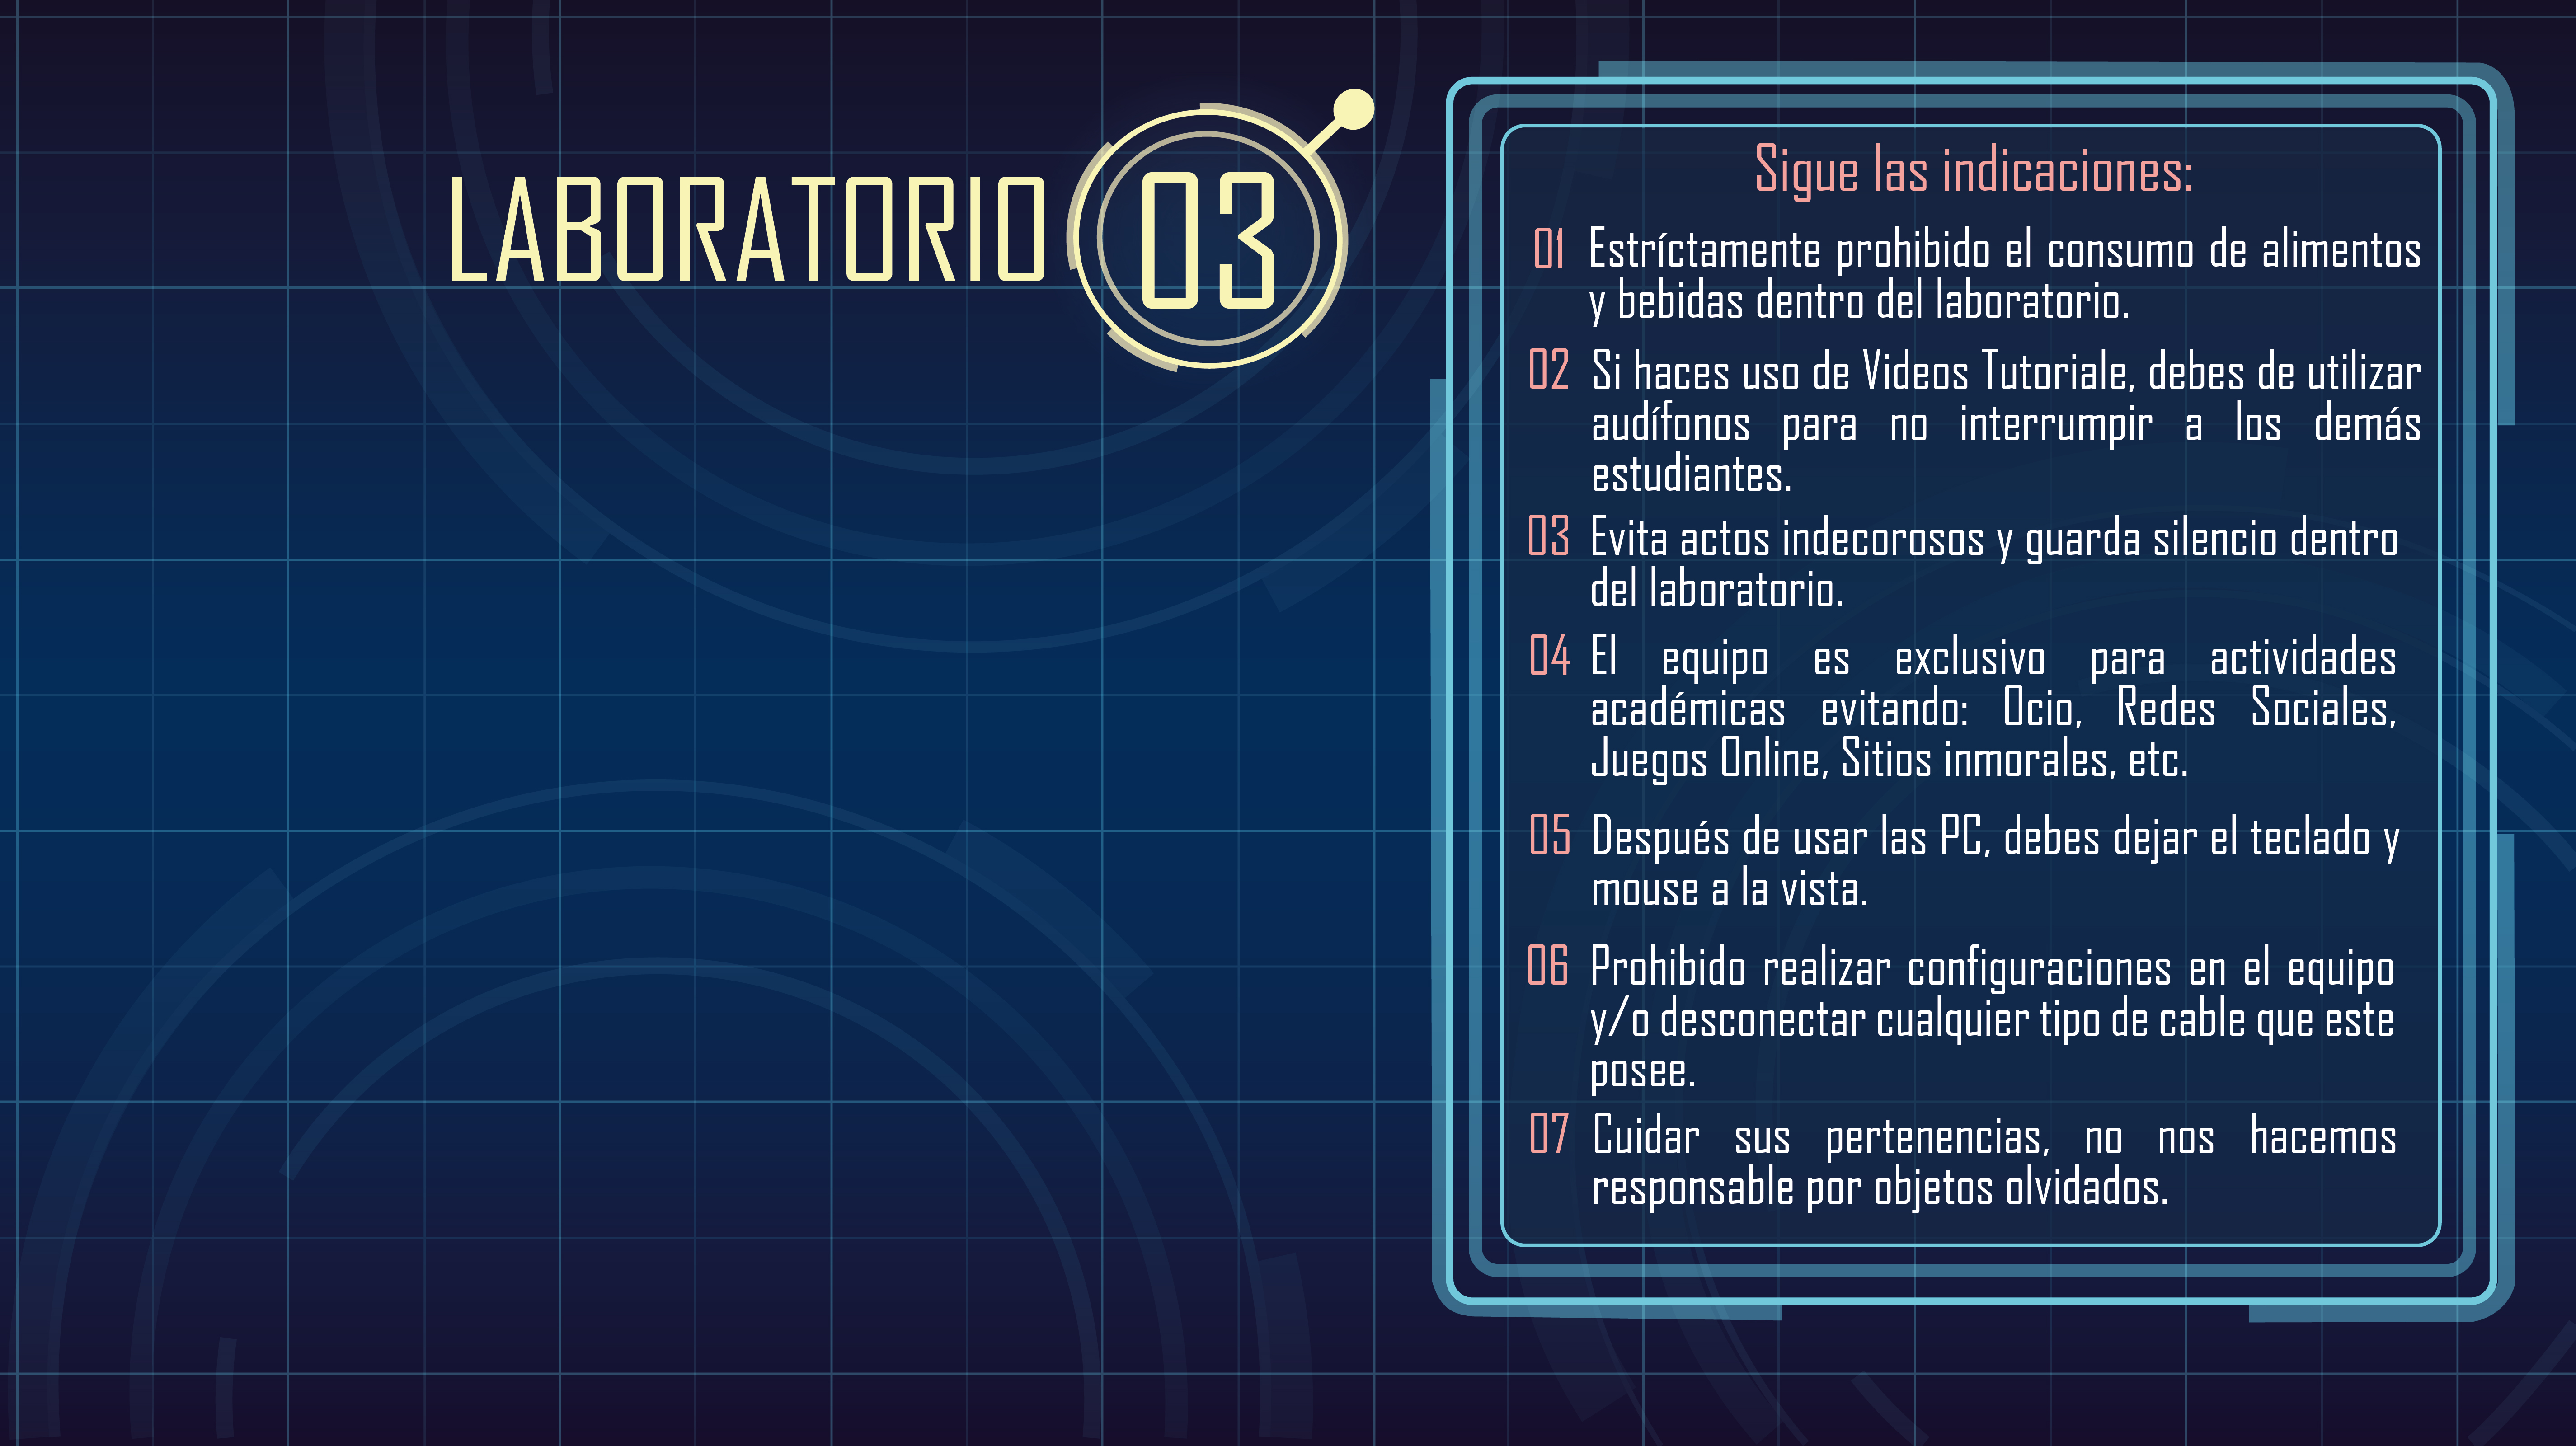 LABORATORIO 03
Sigue las indicaciones:
01 Estríctamente prohibido el consumo de alimentos
y bebidas dentro del laboratorio.
02 Si haces uso de Videos Tutoriale, debes de utilizar
audífonos para no interrumpir a los demás
estudiantes.
03 Evita actos indecorosos y guarda silencio dentro
del laboratorio.
04 El equipo es exclusivo para actividades
académicas evitando: Ocio, Redes Sociales,
Juegos Online, Sitios inmorales, etc.
05 Después de usar las PC, debes dejar el teclado y
mouse a la vista.
06 Prohibido realizar configuraciones en el equipo
y/o desconectar cualquier tipo de cable que este
posee.
07 Cuidar sus pertenencias, no nos hacemos
responsable por objetos olvidados.